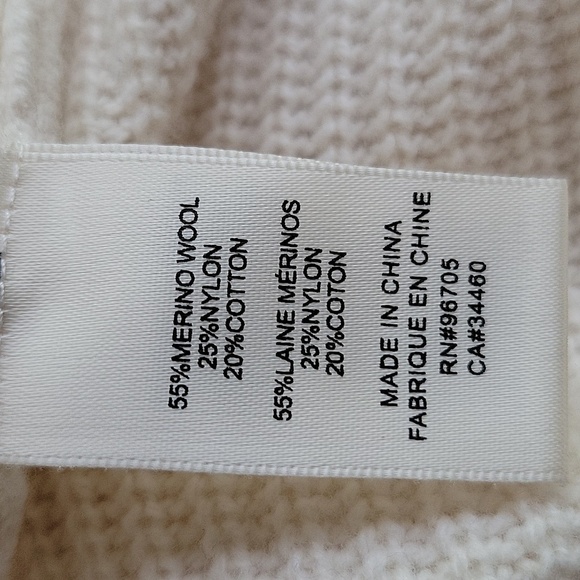 55%MERINO WOOL
25%NYLON
20%COTTON
55%LAINE MÉRINOS
25%NYLON
20%COTON
MADE IN CHINA
FABRIQUE EN CHINE
RN#96705
CA#34460